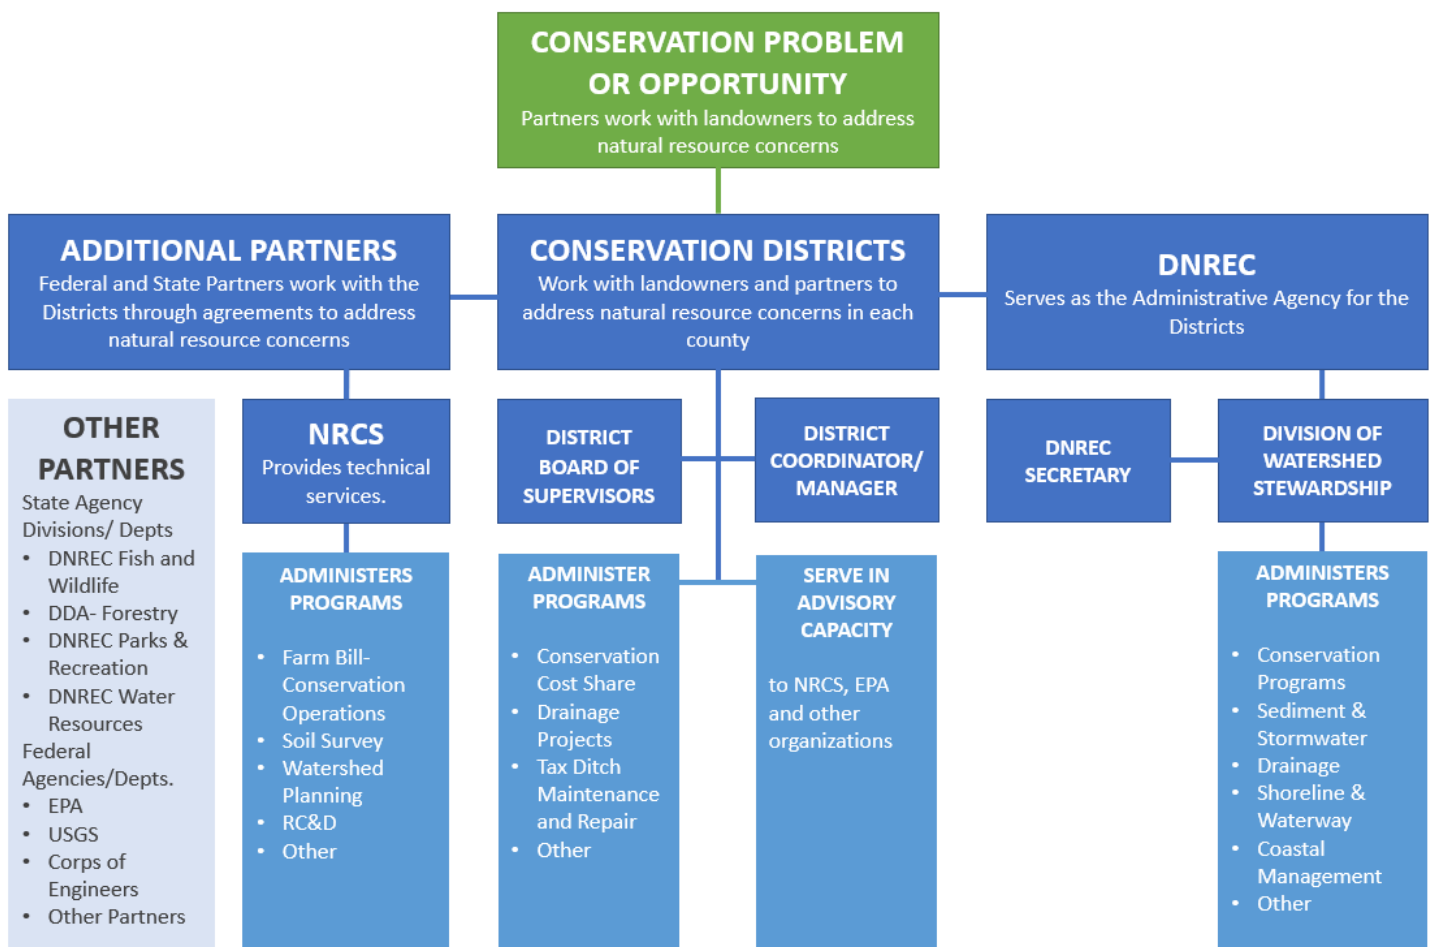 CONSERVATION PROBLEM
OR OPPORTUNITY
Partners work with landowners to address
natural resource concerns
ADDITIONAL PARTNERS
Federal and State Partners work with the
Districts through agreements to address
natural resource concerns
CONSERVATION DISTRICTS
Work with landowners and partners to
address natural resource concerns in each
county
DNREC
Serves as the Administrative Agency for the
Districts
OTHER
PARTNERS
State Agency
Divisions/ Depts
• DNREC Fish and
Wildlife
• DDA- Forestry
• DNREC Parks &
Recreation
• DNREC Water
Resources
Federal
Agencies/Depts.
• EPA
• USGS
• Corps of
Engineers
• Other Partners
NRCS
Provides technical
services.
ADMINISTERS
PROGRAMS
• Farm Bill-
Conservation
Operations
• Soil Survey
• Watershed
Planning
• RC&D
• Other
DISTRICT
BOARD OF
SUPERVISORS
DISTRICT
COORDINATOR/
MANAGER
ADMINISTER
PROGRAMS
• Conservation
Cost Share
• Drainage
Projects
• Tax Ditch
Maintenance
and Repair
• Other
SERVE IN
ADVISORY
CAPACITY
to NRCS, EPA
and other
organizations
DNREC
SECRETARY
DIVISION OF
WATERSHED
STEWARDSHIP
ADMINISTERS
PROGRAMS
• Conservation
Programs
• Sediment &
Stormwater
• Drainage
• Shoreline &
Waterway
• Coastal
Management
• Other